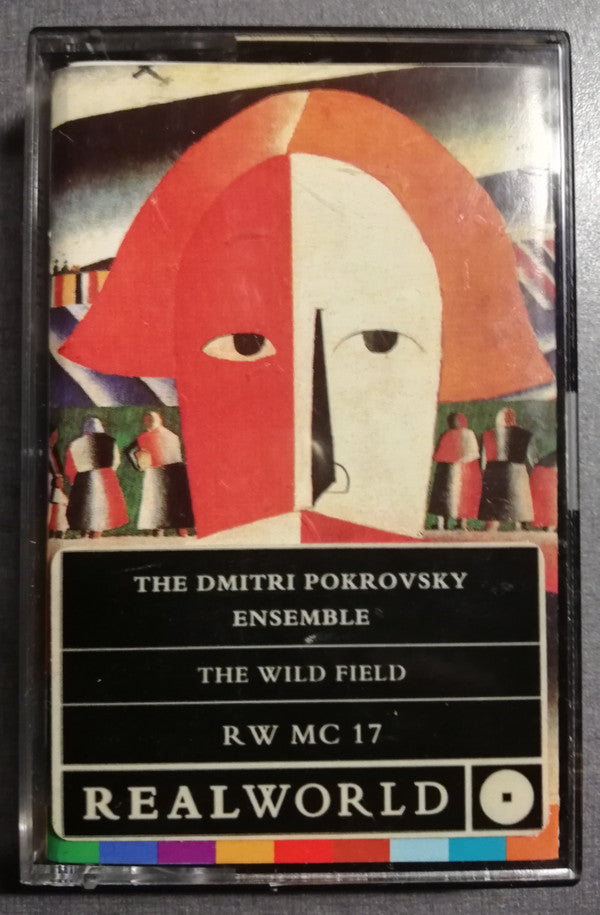 THE DMITRI POKROVSKY
ENSEMBLE
THE WILD FIELD
RW MC 17
REALWORLD